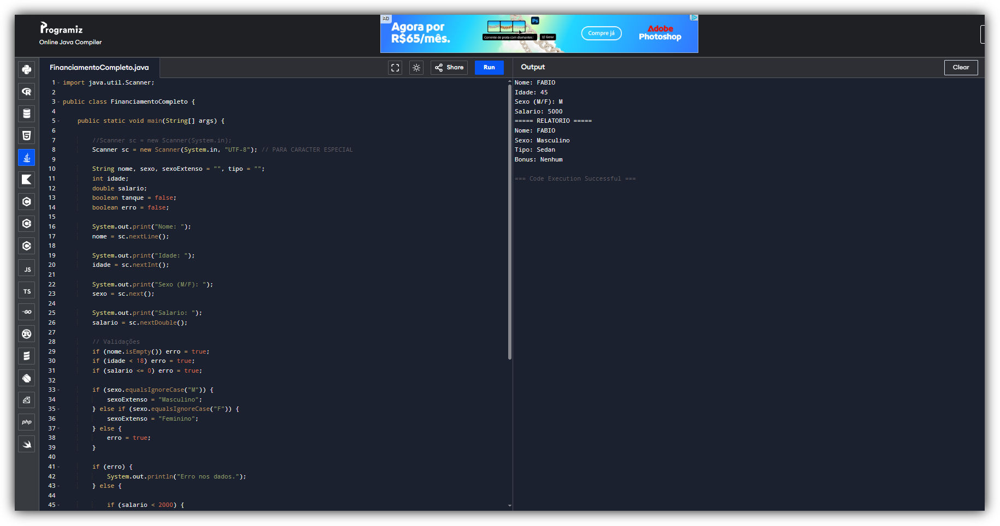 Programiz
Online Java Compiler
AD
Agora por
R$65/mês.
Ps
Corrente de prata com diamantes
Gerar
Compre já
Adobe
Photoshop
FinanciamentoCompleto.java
Share
Run
Output
Clear
JS
TS
GO
php
1 import java.util.Scanner;
2
3 public class FinanciamentoCompleto {
4
5 public static void main(String[] args) {
6
7 //Scanner sc = new Scanner(System.in);
8 Scanner sc = new Scanner(System.in, "UTF-8"); // PARA CARACTER ESPECIAL
9
10 String nome, sexo, sexoExtenso = "", tipo = "";
11 int idade;
12 double salario;
13 boolean tanque = false;
14 boolean erro = false;
15
16 System.out.print("Nome: ");
17 nome = sc.nextLine();
18
19 System.out.print("Idade: ");
20 idade = sc.nextInt();
21
22 System.out.print("Sexo (M/F): ");
23 sexo = sc.next();
24
25 System.out.print("Salario: ");
26 salario = sc.nextDouble();
27
28 // Validações
29 if (nome.isEmpty()) erro = true;
30 if (idade < 18) erro = true;
31 if (salario <= 0) erro = true;
32
33 if (sexo.equalsIgnoreCase("M")) {
34 sexoExtenso = "Masculino";
35 } else if (sexo.equalsIgnoreCase("F")) {
36 sexoExtenso = "Feminino";
37 } else {
38 erro = true;
39 }
40
41 if (erro) {
42 System.out.println("Erro nos dados.");
43 } else {
44
45 if (salario < 2000) {
Nome: FABIO
Idade: 45
Sexo (M/F): M
Salario: 5000
===== RELATORIO =====
Nome: FABIO
Sexo: Masculino
Tipo: Sedan
Bonus: Nenhum
=== Code Execution Successful ===